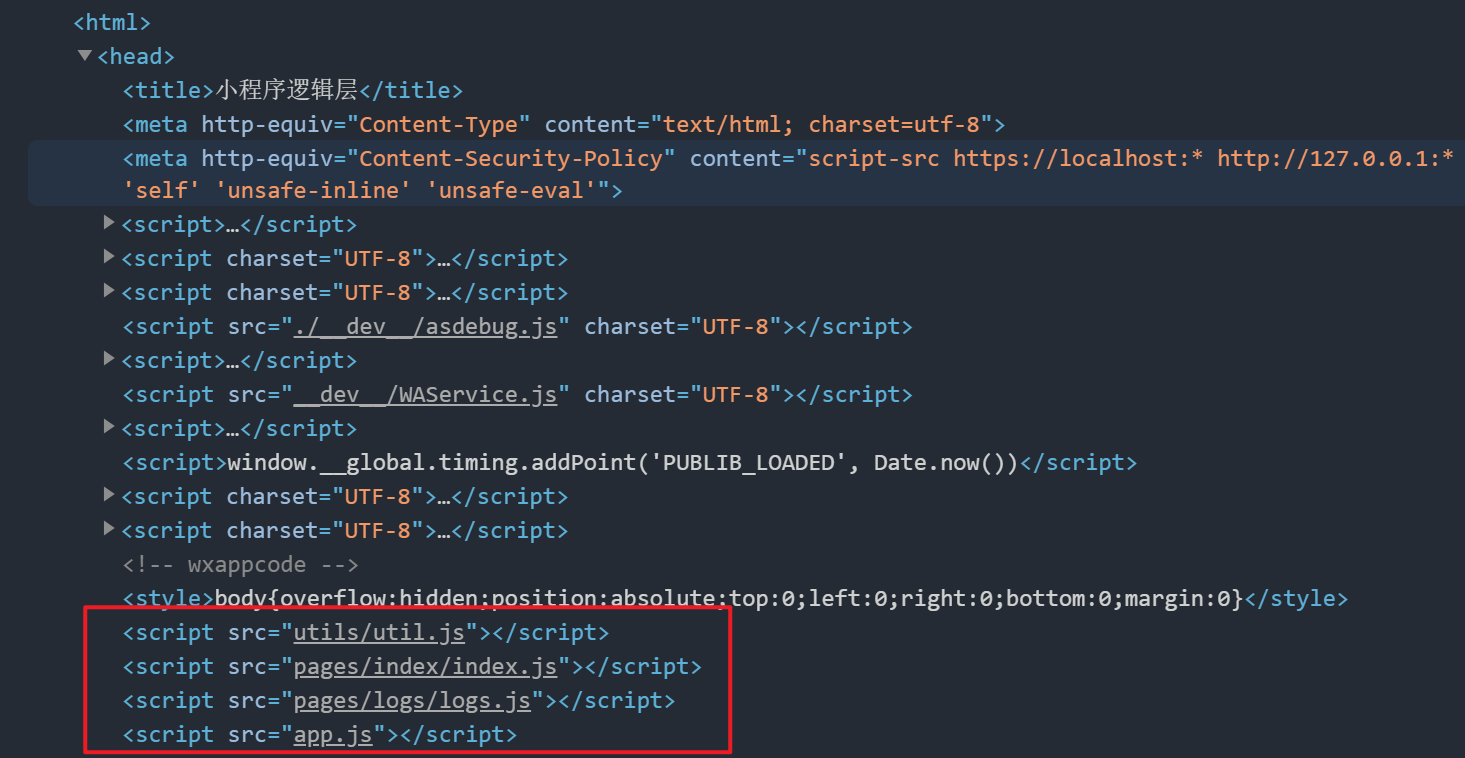 <html>
<head>
<title>小程序逻辑层</title>
<meta http-equiv="Content-Type" content="text/html; charset=utf-8">
<meta http-equiv="Content-Security-Policy" content="script-src https://localhost:* http://127.0.0.1:*
'self' 'unsafe-inline' 'unsafe-eval'">
<script>…</script>
<script charset="UTF-8">…</script>
<script charset="UTF-8">…</script>
<script src="./__dev__/asdebug.js" charset="UTF-8"></script>
<script>…</script>
<script src="__dev__/WAService.js" charset="UTF-8"></script>
<script>…</script>
<script>window.__global.timing.addPoint('PUBLIB_LOADED', Date.now())</script>
<script charset="UTF-8">…</script>
<script charset="UTF-8">…</script>
<!-- wxappcode -->
<style>body{overflow:hidden;position:absolute;top:0;left:0;right:0;bottom:0;margin:0}</style>
<script src="utils/util.js"></script>
<script src="pages/index/index.js"></script>
<script src="pages/logs/logs.js"></script>
<script src="app.js"></script>